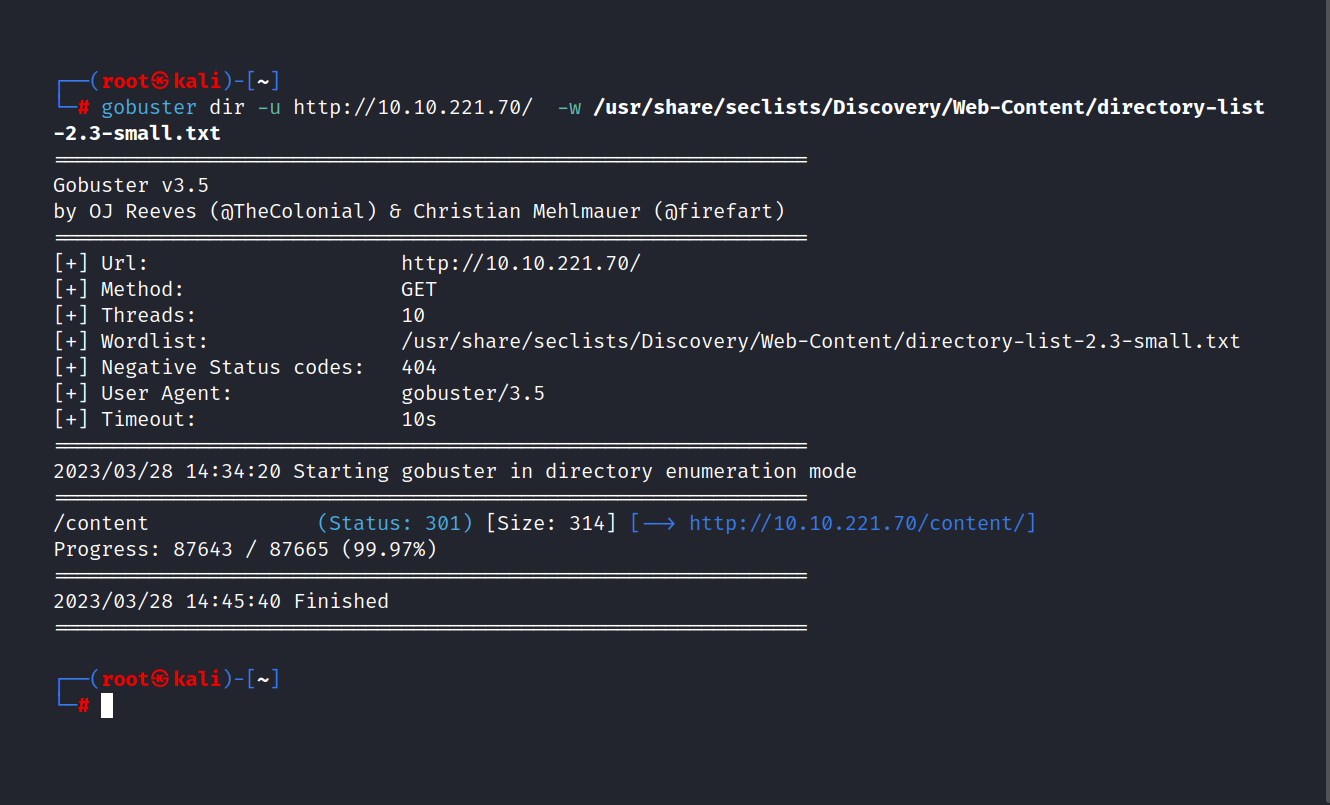 ┌──(root㉿kali)-[~]
└─# gobuster dir -u http://10.10.221.70/  -w /usr/share/seclists/Discovery/Web-Content/directory-list
-2.3-small.txt
===============================================================
Gobuster v3.5
by OJ Reeves (@TheColonial) & Christian Mehlmauer (@firefart)
===============================================================
[+] Url:                     http://10.10.221.70/
[+] Method:                  GET
[+] Threads:                 10
[+] Wordlist:                /usr/share/seclists/Discovery/Web-Content/directory-list-2.3-small.txt
[+] Negative Status codes:   404
[+] User Agent:              gobuster/3.5
[+] Timeout:                 10s
===============================================================
2023/03/28 14:34:20 Starting gobuster in directory enumeration mode
===============================================================
/content              (Status: 301) [Size: 314] [--> http://10.10.221.70/content/]
Progress: 87643 / 87665 (99.97%)
===============================================================
2023/03/28 14:45:40 Finished
===============================================================
┌──(root㉿kali)-[~]
└─#